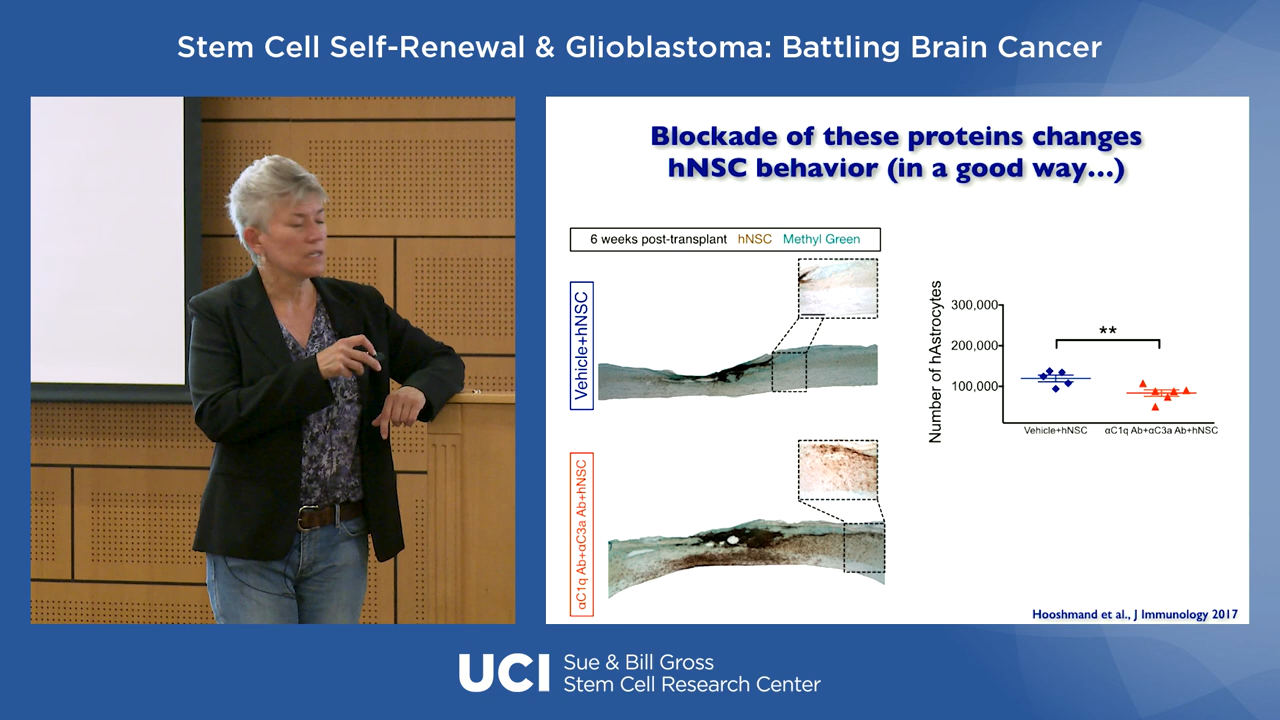 Stem Cell Self-Renewal & Glioblastoma: Battling Brain Cancer
Blockade of these proteins changes
hNSC behavior (in a good way...)
6 weeks post-transplant hNSC Methyl Green
Vehicle+hNSC
αC1q Ab+αC3a Ab+hNSC
Number of hAstrocytes
300,000
200,000
100,000
**
Vehicle+hNSC
αC1q Ab+αC3a Ab+hNSC
Hooshmand et al., J Immunology 2017
UCI
Sue & Bill Gross
Stem Cell Research Center